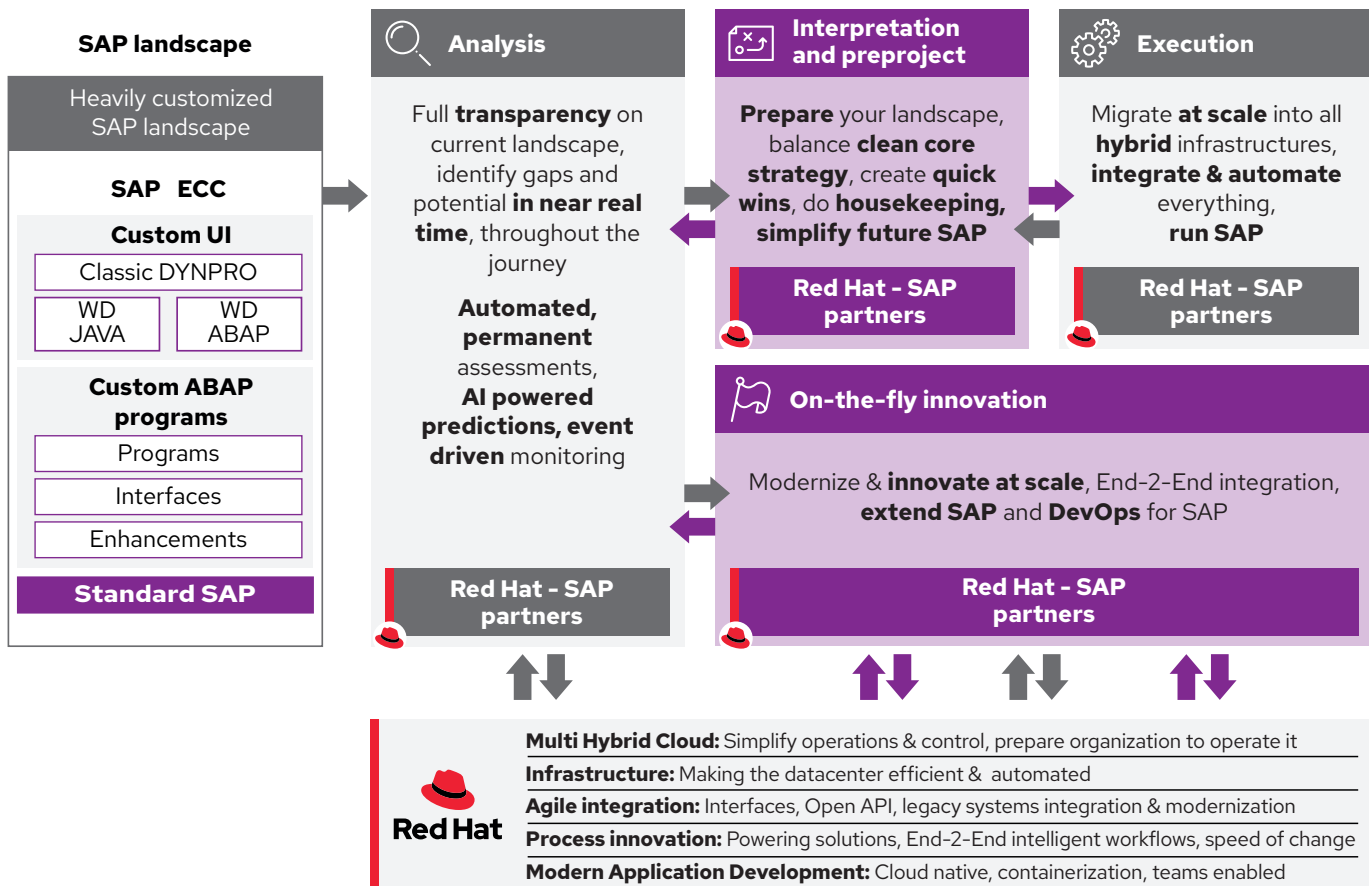 SAP landscape
Heavily customized
SAP landscape
SAP ECC
Custom UI
Classic DYNPRO
WD
JAVA
WD
ABAP
Custom ABAP
programs
Programs
Interfaces
Enhancements
Standard SAP
Analysis
Full transparency on
current landscape,
identify gaps and
potential in near real
time, throughout the
journey
Automated,
permanent
assessments,
AI powered
predictions, event
driven monitoring
Red Hat - SAP
partners
Interpretation
and preproject
Prepare your landscape,
balance clean core
strategy, create quick
wins, do housekeeping,
simplify future SAP
Red Hat - SAP
partners
Execution
Migrate at scale into all
hybrid infrastructures,
integrate & automate
everything,
run SAP
Red Hat - SAP
partners
On-the-fly innovation
Modernize & innovate at scale, End-2-End integration,
extend SAP and DevOps for SAP
Red Hat - SAP
partners
Red Hat
Multi Hybrid Cloud: Simplify operations & control, prepare organization to operate it
Infrastructure: Making the datacenter efficient & automated
Agile integration: Interfaces, Open API, legacy systems integration & modernization
Process innovation: Powering solutions, End-2-End intelligent workflows, speed of change
Modern Application Development: Cloud native, containerization, teams enabled